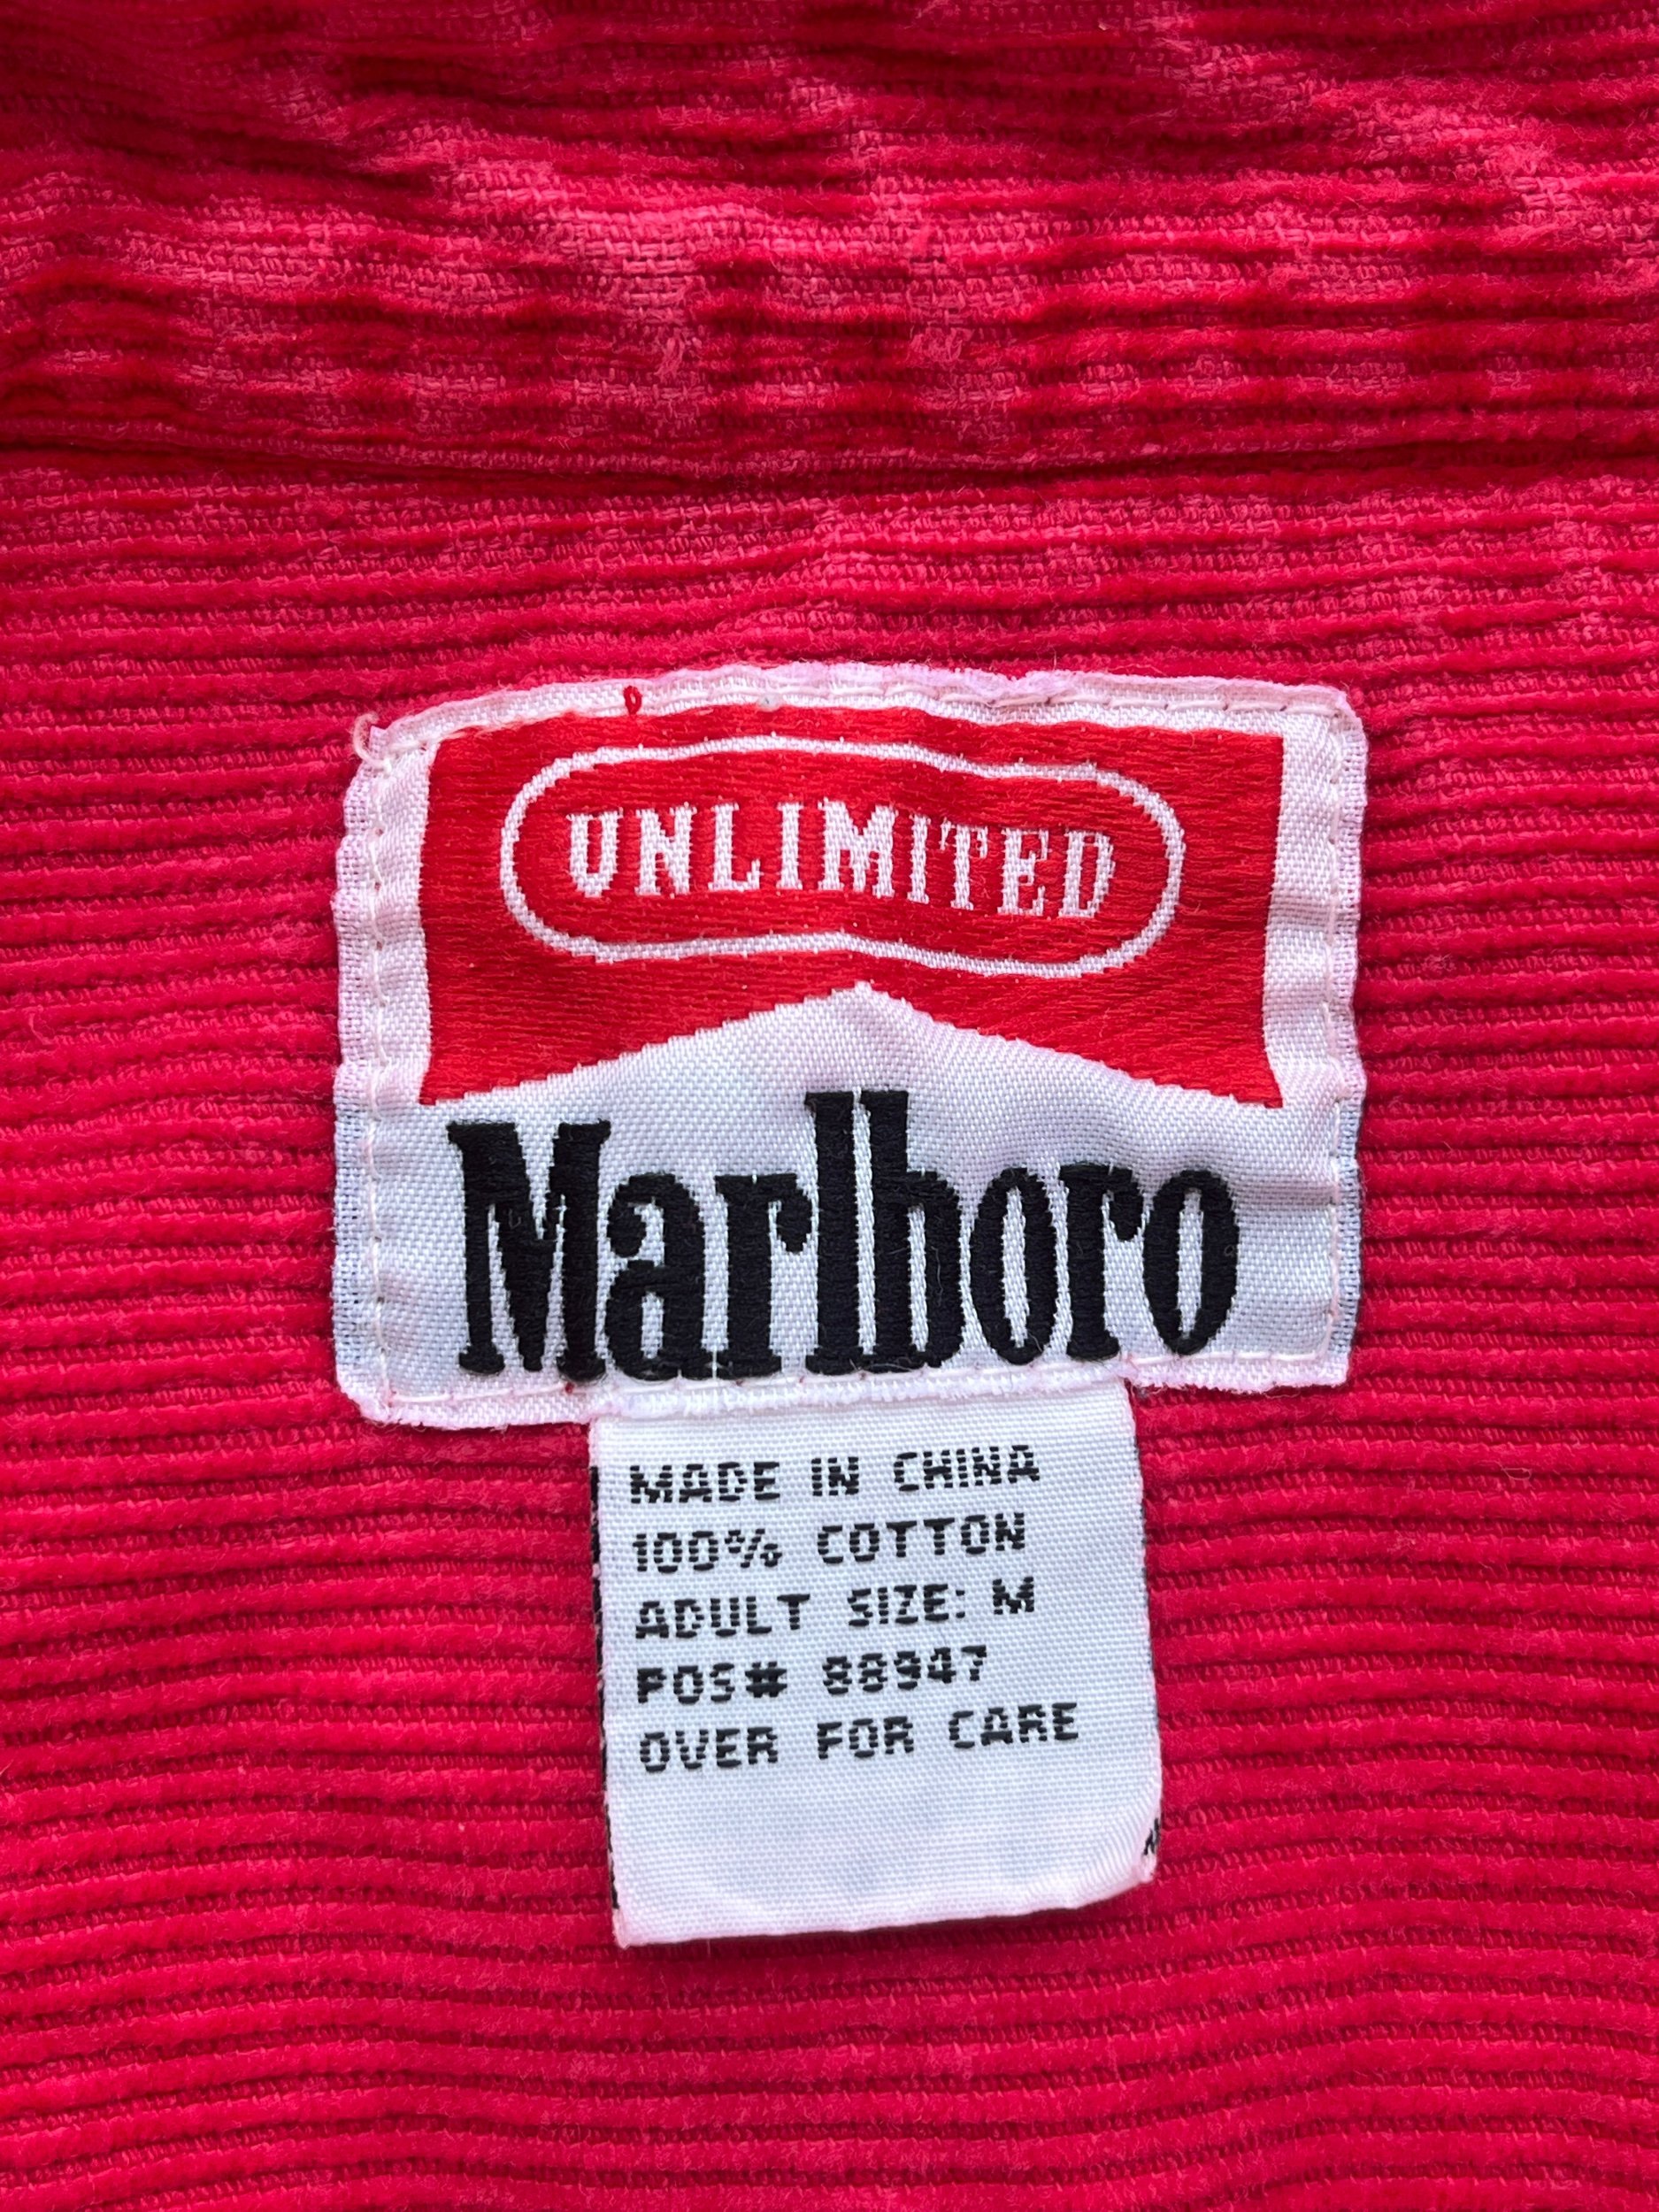 UNLIMITED
Marlboro
MADE IN CHINA
100% COTTON
ADULT SIZE: M
POS# 88947
OVER FOR CARE